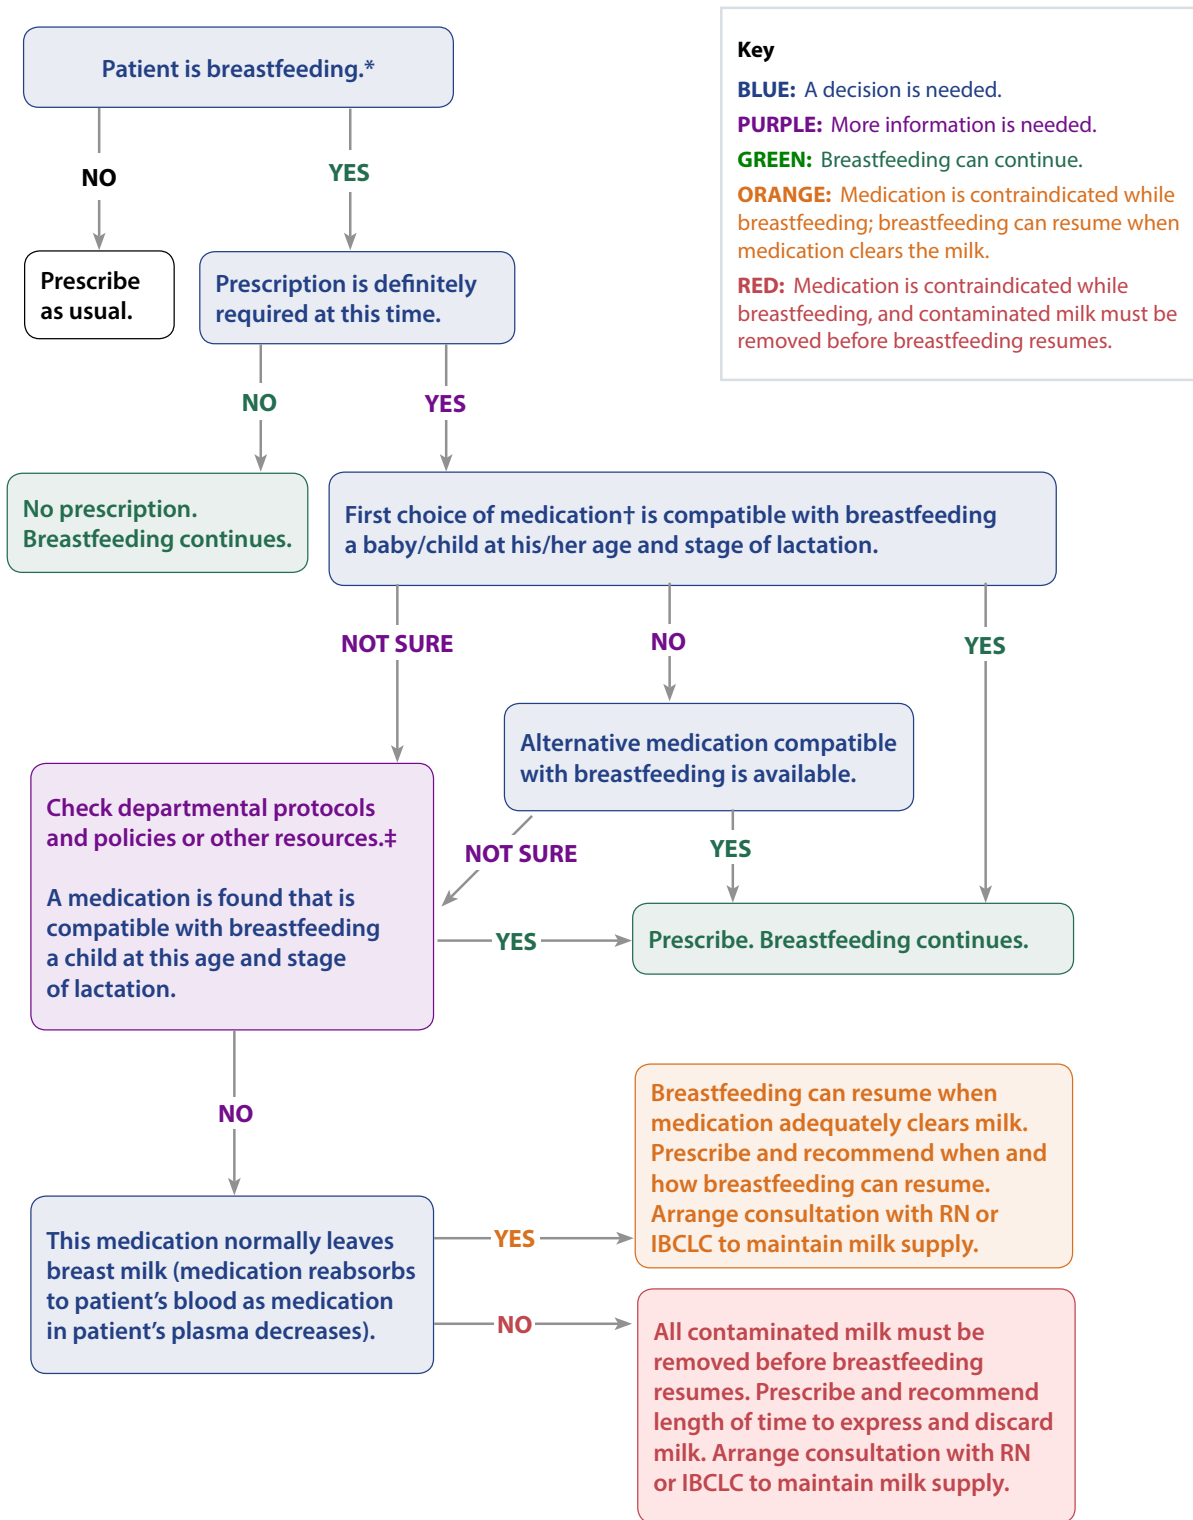 Patient is breastfeeding.*
Key
BLUE: A decision is needed.
PURPLE: More information is needed.
GREEN: Breastfeeding can continue.
ORANGE: Medication is contraindicated while
breastfeeding; breastfeeding can resume when
medication clears the milk.
RED: Medication is contraindicated while
breastfeeding, and contaminated milk must be
removed before breastfeeding resumes.
NO
YES
Prescribe
as usual.
Prescription is definitely
required at this time.
NO
YES
No prescription.
Breastfeeding continues.
First choice of medication† is compatible with breastfeeding
a baby/child at his/her age and stage of lactation.
NOT SURE
NO
YES
Alternative medication compatible
with breastfeeding is available.
Check departmental protocols
and policies or other resources.‡
A medication is found that is
compatible with breastfeeding
a child at this age and stage
of lactation.
NOT SURE
YES
YES
Prescribe. Breastfeeding continues.
NO
This medication normally leaves
breast milk (medication reabsorbs
to patient’s blood as medication
in patient’s plasma decreases).
YES
Breastfeeding can resume when
medication adequately clears milk.
Prescribe and recommend when and
how breastfeeding can resume.
Arrange consultation with RN or
IBCLC to maintain milk supply.
NO
All contaminated milk must be
removed before breastfeeding
resumes. Prescribe and recommend
length of time to express and discard
milk. Arrange consultation with RN
or IBCLC to maintain milk supply.